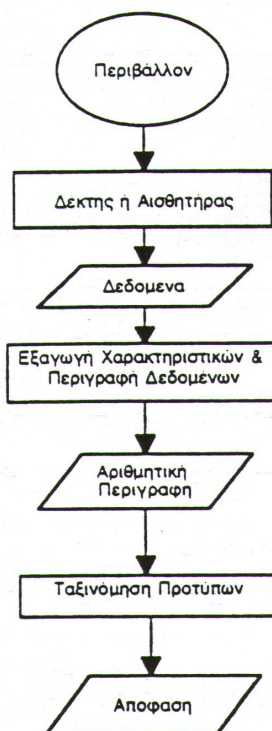 Περιβάλλον
Δεκτης ή Αισθητήρας
Δεδομενα
Εξαγωγή Χαρακτηριστικών &
Περιγραφή Δεδομένων
Αριθμητική
Περιγραφη
Ταξινόμηση Προτύπων
Αποφαση